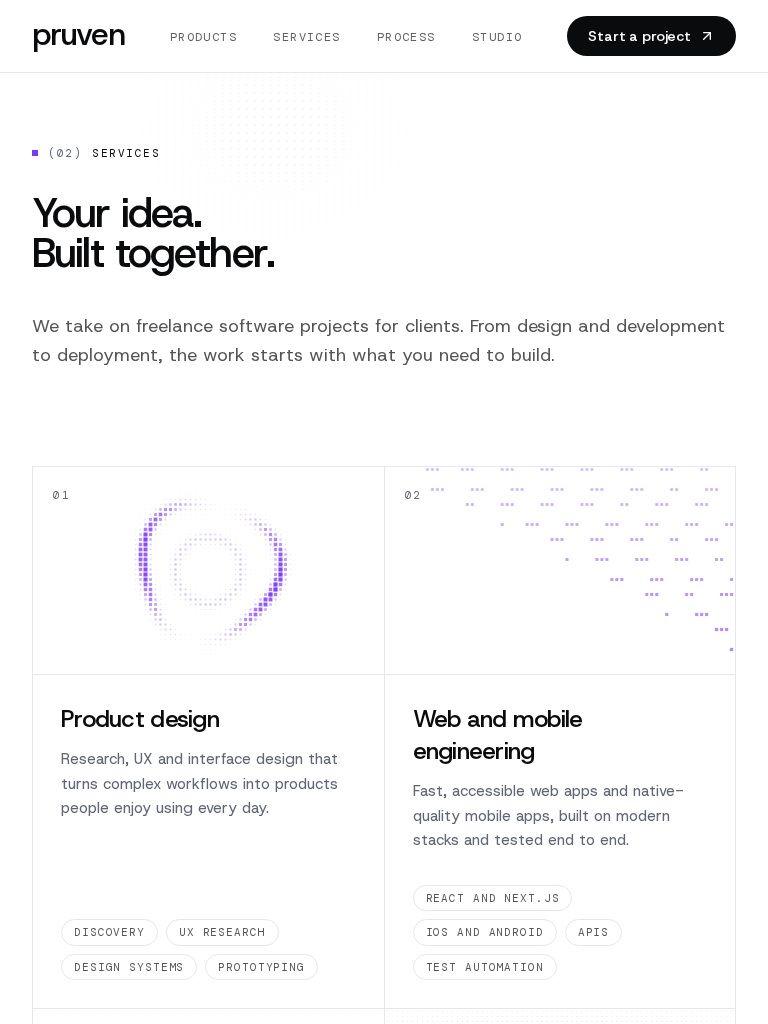 pruven
PRODUCTS
SERVICES
PROCESS
STUDIO
Start a project
(02) SERVICES
Your idea.
Built together.
We take on freelance software projects for clients. From design and development
to deployment, the work starts with what you need to build.
01
Product design
Research, UX and interface design that
turns complex workflows into products
people enjoy using every day.
DISCOVERY
UX RESEARCH
DESIGN SYSTEMS
PROTOTYPING
02
Web and mobile
engineering
Fast, accessible web apps and native-
quality mobile apps, built on modern
stacks and tested end to end.
REACT AND NEXT.JS
IOS AND ANDROID
APIS
TEST AUTOMATION